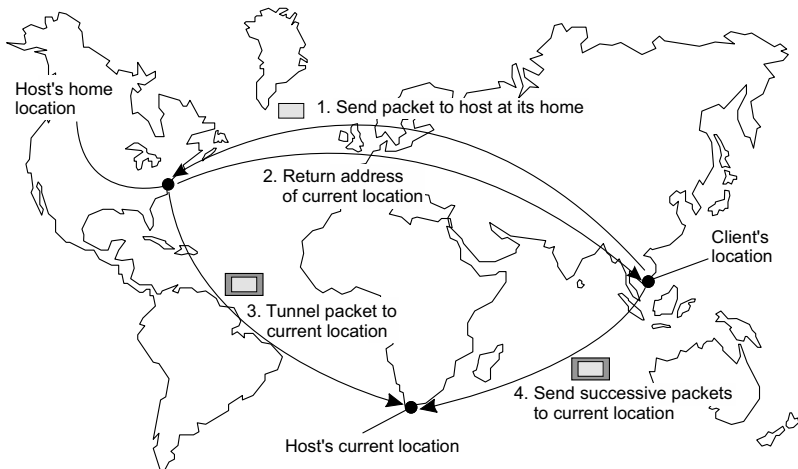 Host's home
location
1. Send packet to host at its home
2. Return address
of current location
Client's
location
3. Tunnel packet to
current location
4. Send successive packets
to current location
Host's current location